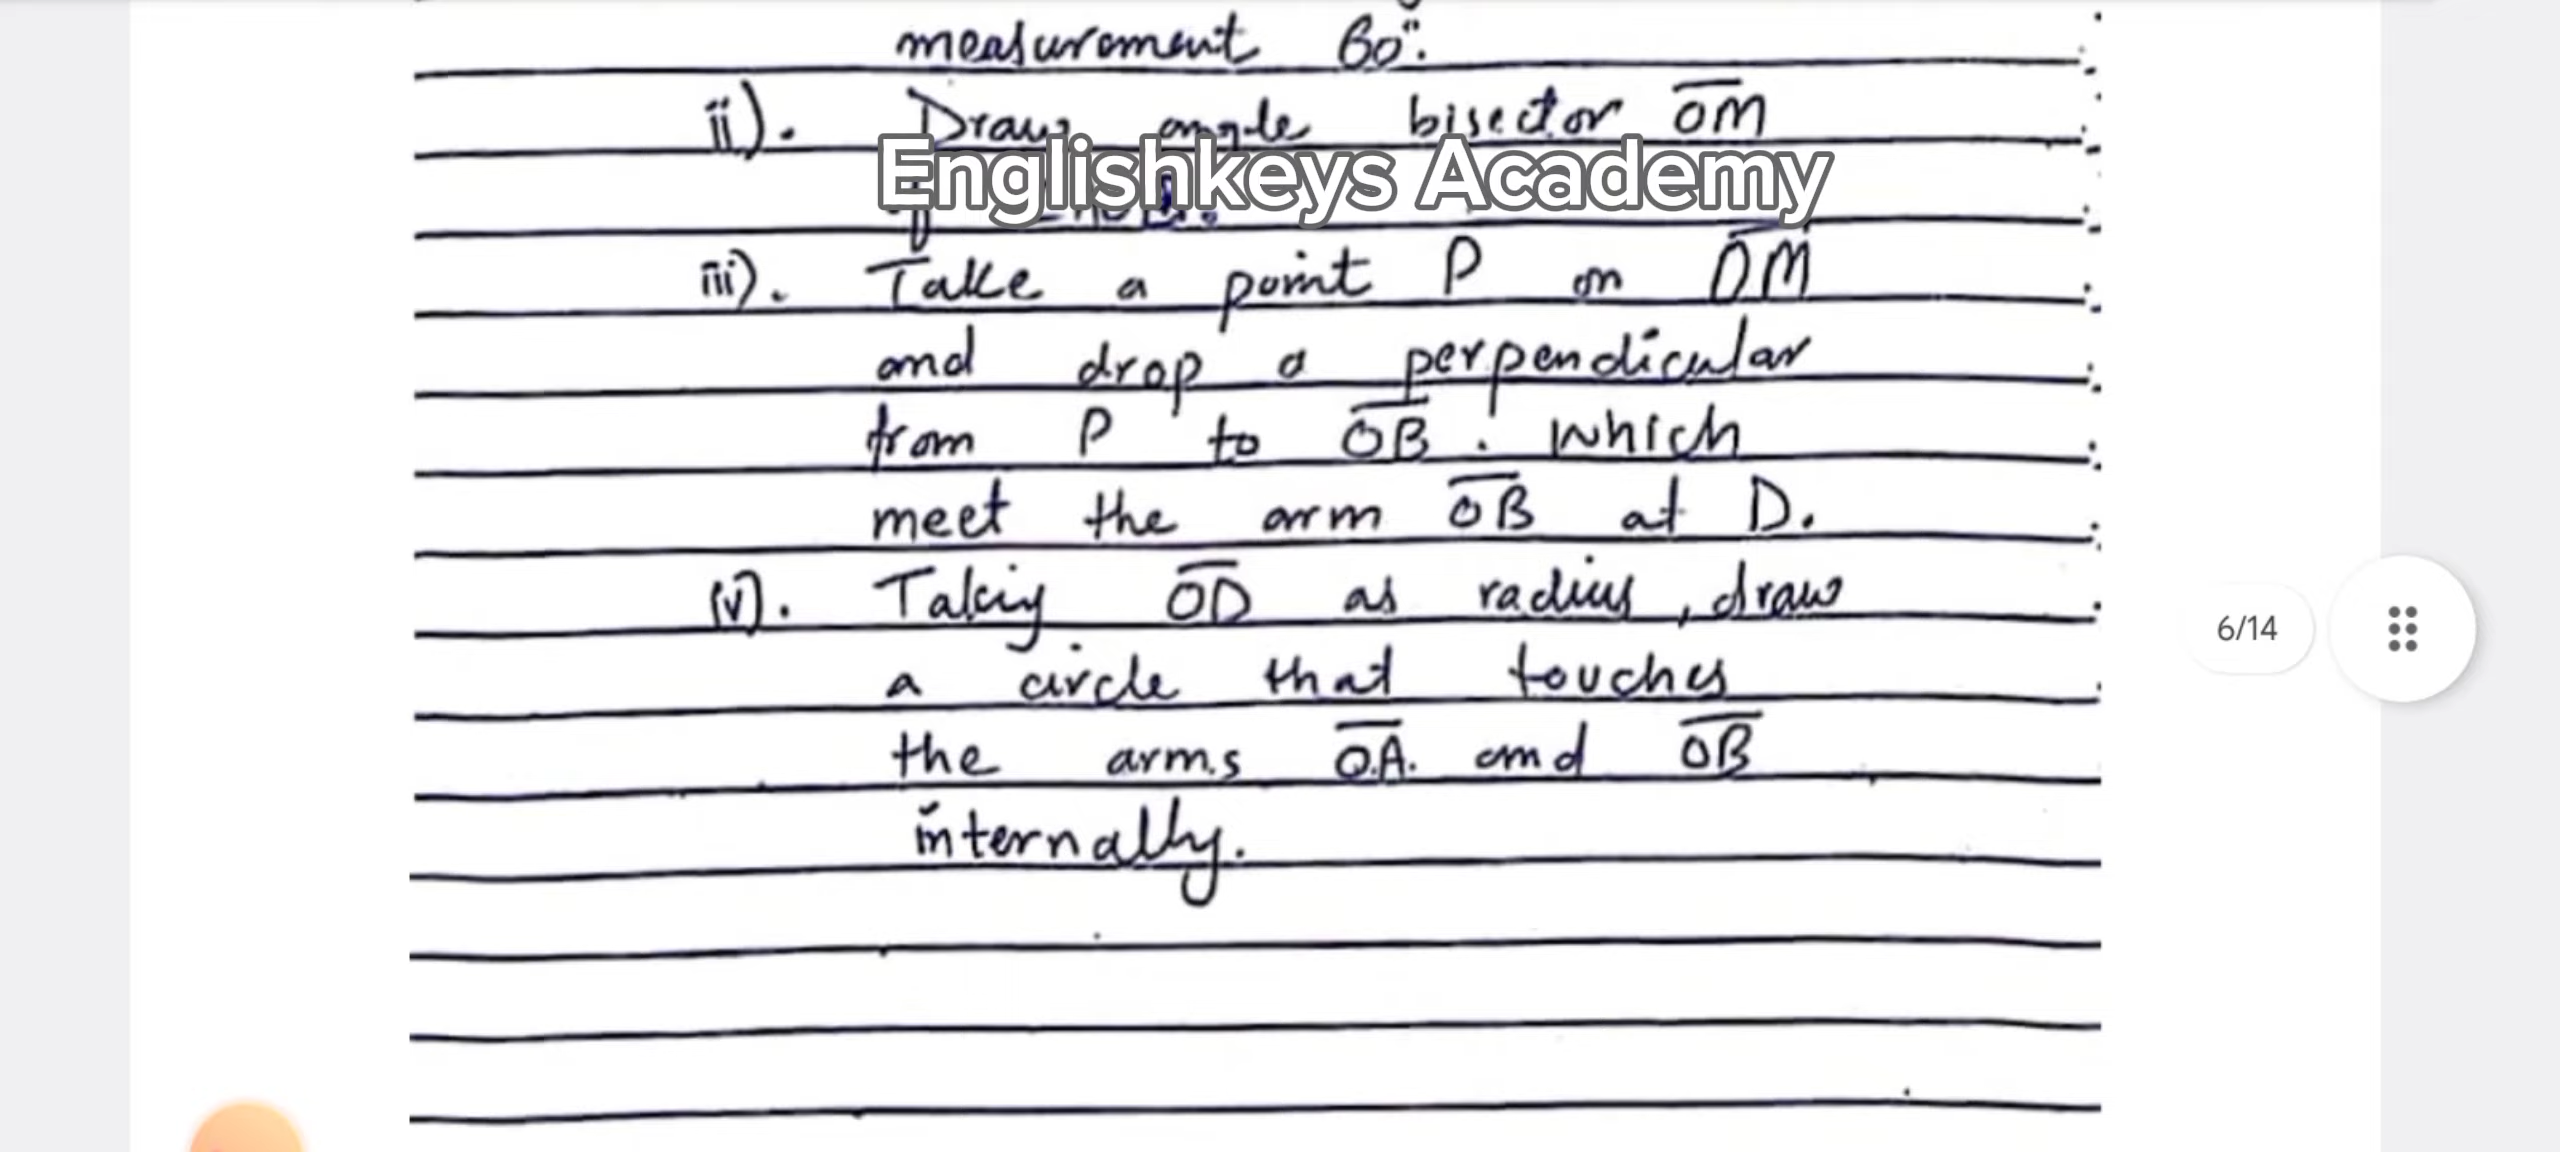 measurement 60°.
ii). Draw angle bisector OM
Englishkeys Academy
iii). Take a point P on OM
and drop a perpendicular
from P to OB. Which
meet the arm OB at D.
iv). Taking OD as radius, draw
a circle that touches
the arms OA. and OB
internally.
6/14